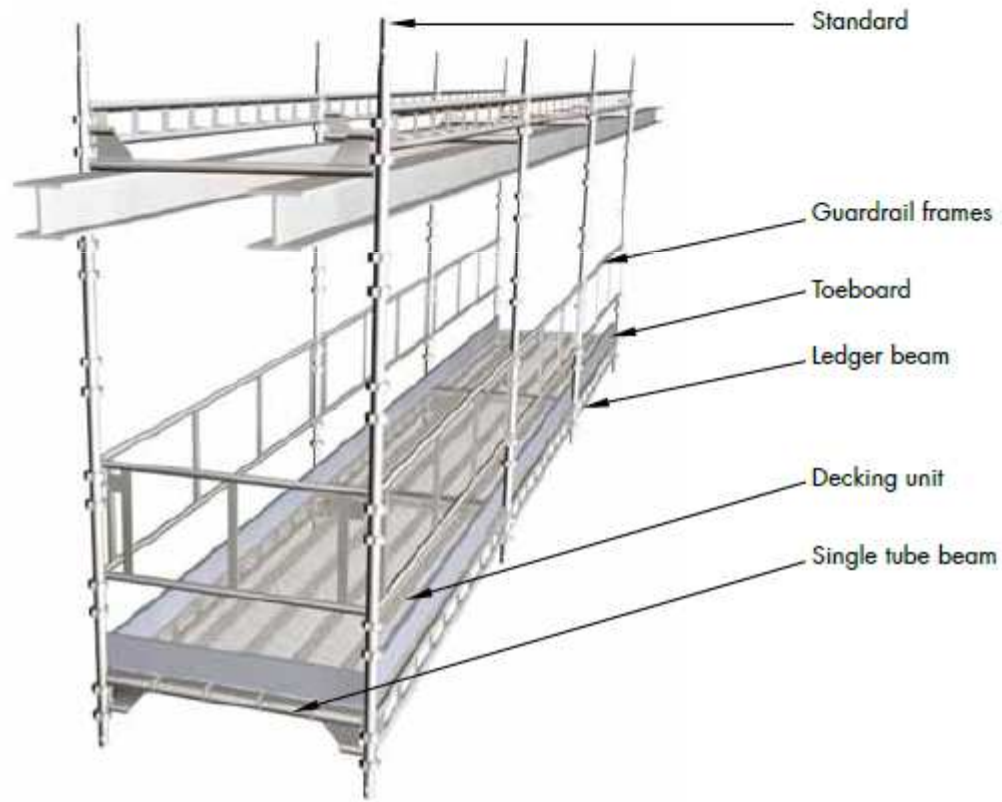 Standard
Guardrail frames
Toeboard
Ledger beam
Decking unit
Single tube beam